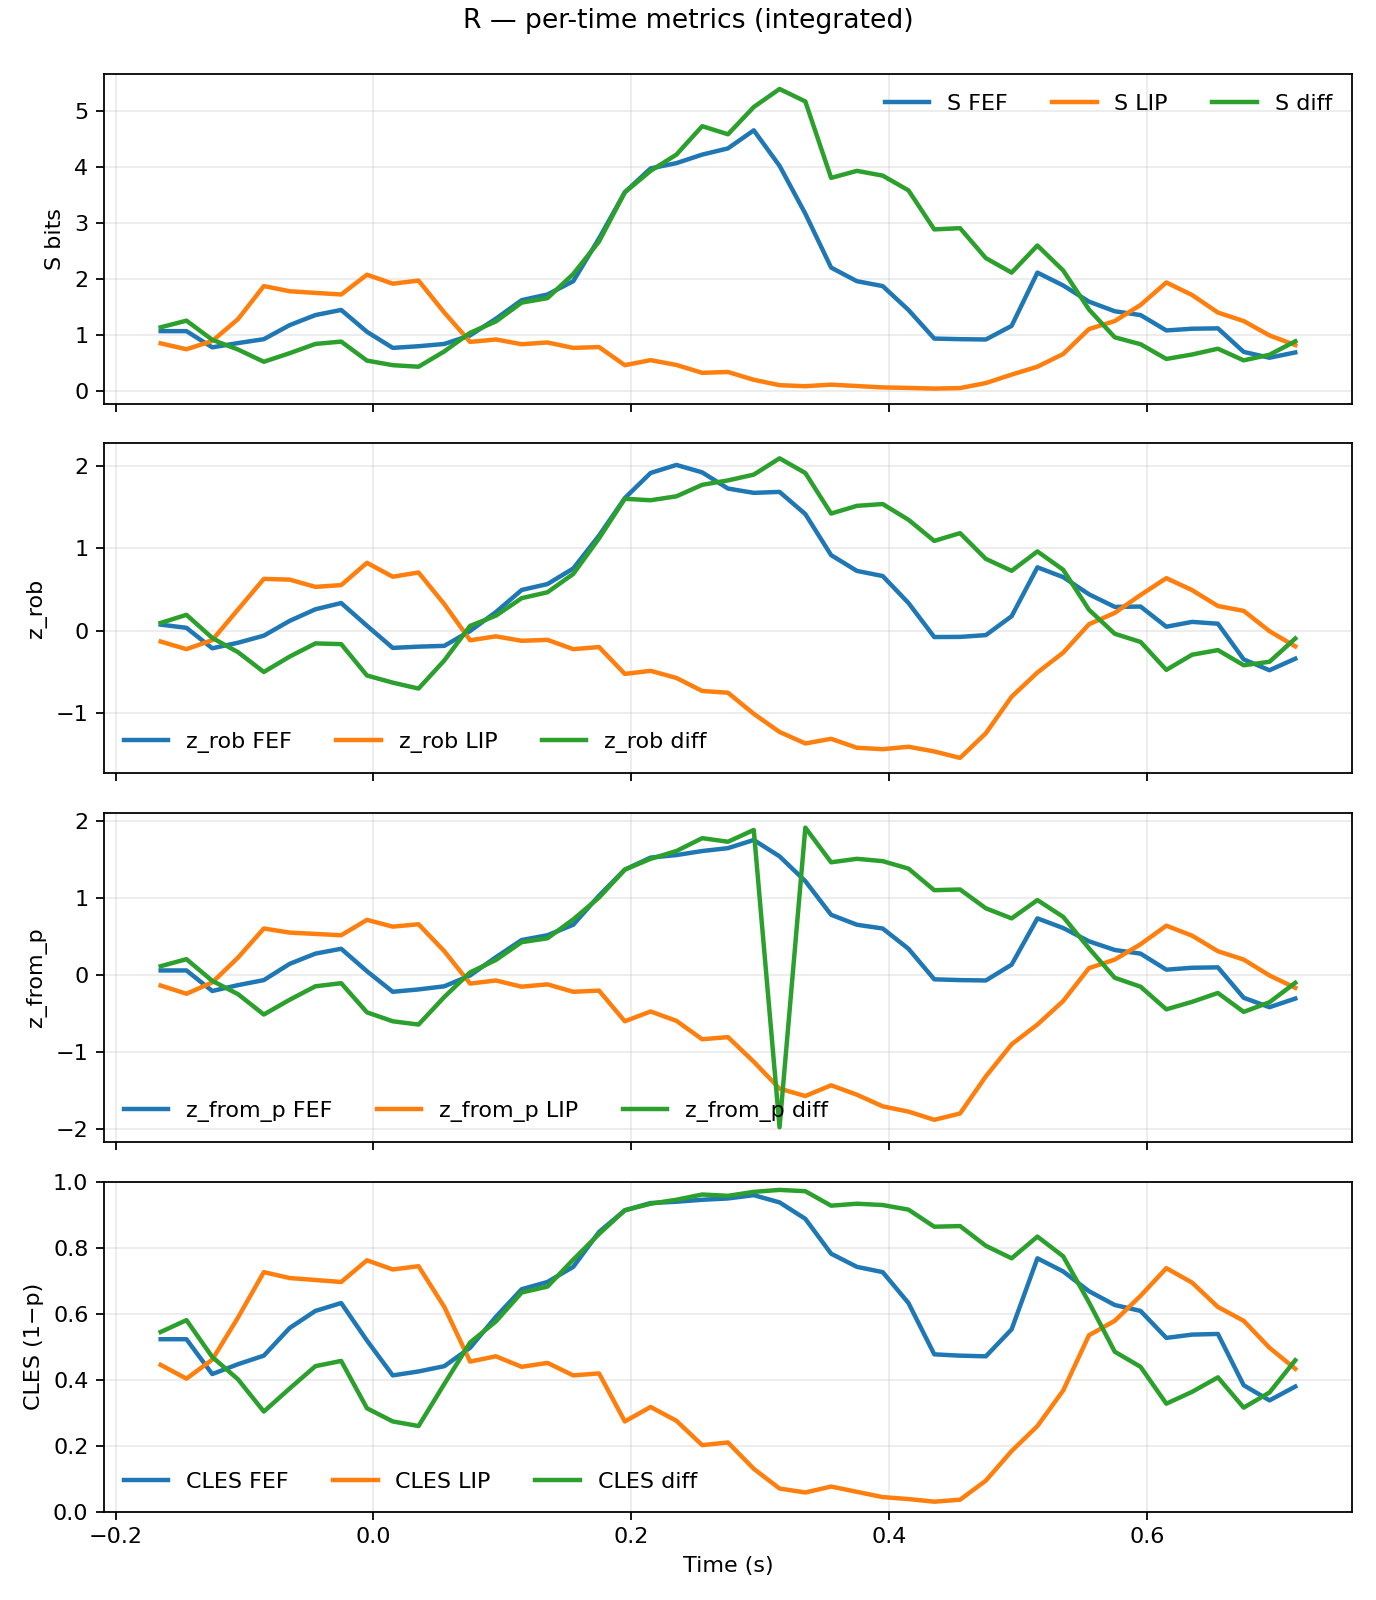 R — per-time metrics (integrated)
S bits
5
4
3
2
1
0
S FEF
S LIP
S diff
z_rob
2
1
0
−1
z_rob FEF
z_rob LIP
z_rob diff
z_from_p
2
1
0
−1
−2
z_from_p FEF
z_from_p LIP
z_from_p diff
CLES (1−p)
1.0
0.8
0.6
0.4
0.2
0.0
CLES FEF
CLES LIP
CLES diff
−0.2
0.0
0.2
0.4
0.6
Time (s)